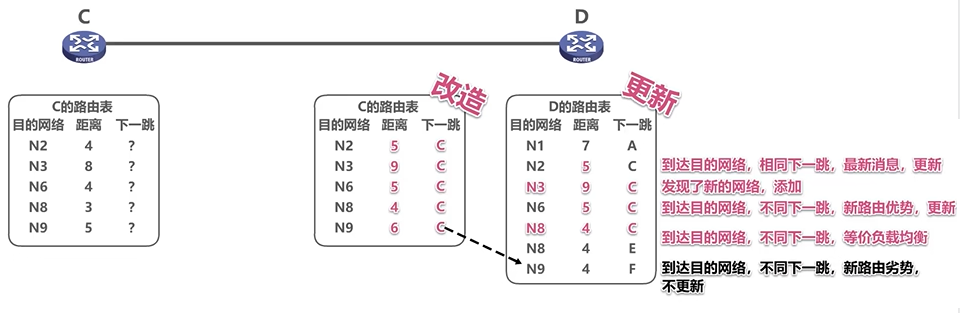 C
D
ROUTER
ROUTER
C的路由表
目的网络 距离 下一跳
N2 4 ?
N3 8 ?
N6 4 ?
N8 3 ?
N9 5 ?
改造
C的路由表
目的网络 距离 下一跳
N2 5 C
N3 9 C
N6 5 C
N8 4 C
N9 6 C
更新
D的路由表
目的网络 距离 下一跳
N1 7 A
N2 5 C
N3 9 C
N6 5 C
N8 4 C
N8 4 E
N9 4 F
到达目的网络，相同下一跳，最新消息，更新
发现了新的网络，添加
到达目的网络，不同下一跳，新路由优势，更新
到达目的网络，不同下一跳，等价负载均衡
到达目的网络，不同下一跳，新路由劣势，
不更新